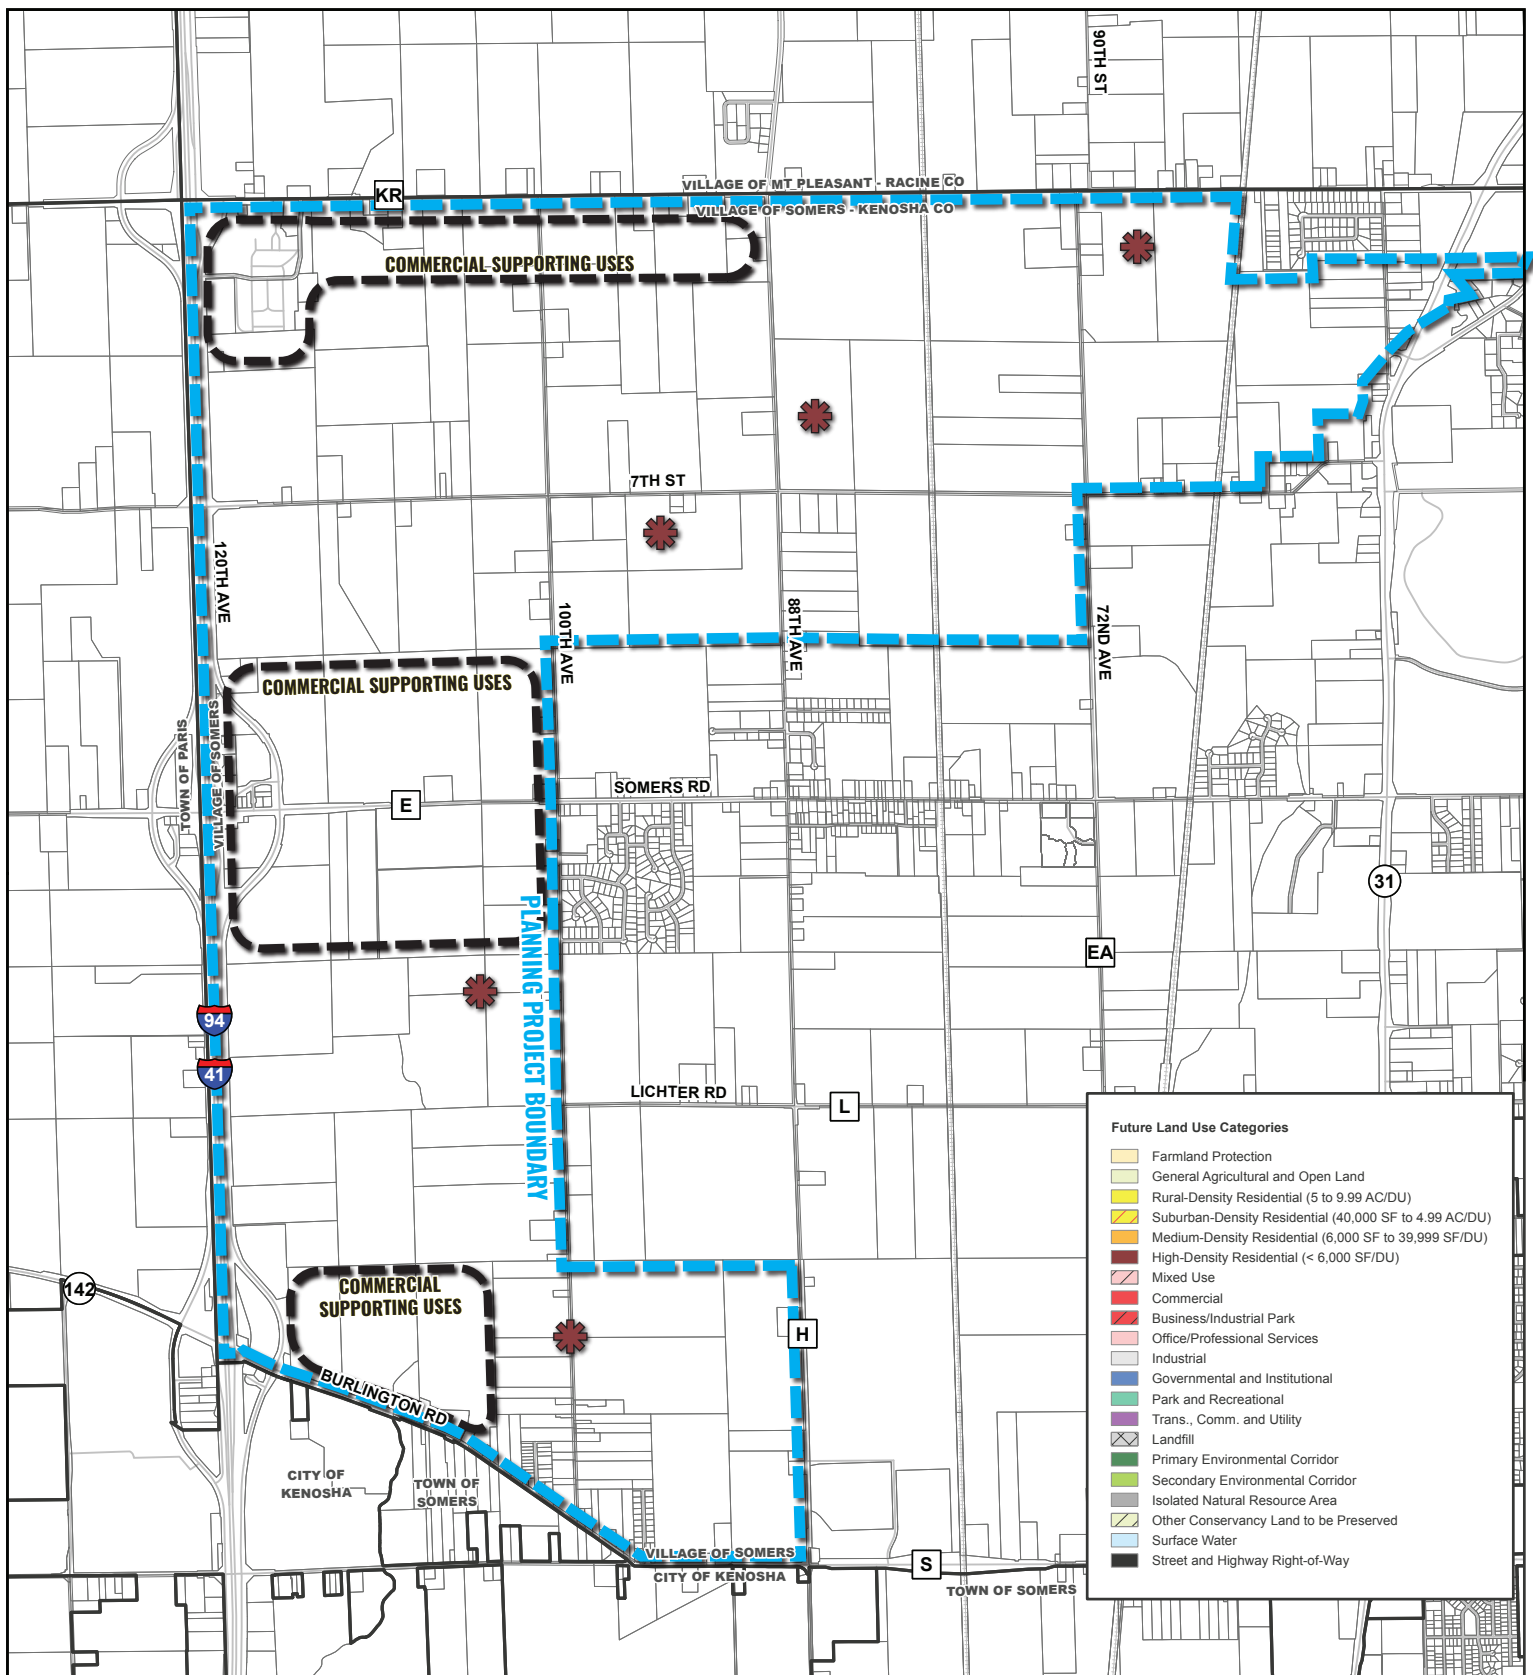 90TH ST
KR
VILLAGE OF MT PLEASANT - RACINE CO
VILLAGE OF SOMERS - KENOSHA CO
COMMERCIAL SUPPORTING USES
7TH ST
120TH AVE
100TH AVE
88TH AVE
72ND AVE
COMMERCIAL SUPPORTING USES
TOWN OF PARIS
VILLAGE OF SOMERS
E
SOMERS RD
31
PLANNING PROJECT BOUNDARY
EA
94
41
LICHTER RD
L
142
COMMERCIAL
SUPPORTING USES
H
BURLINGTON RD
CITY OF
KENOSHA
TOWN OF
SOMERS
VILLAGE OF SOMERS
CITY OF KENOSHA
S
TOWN OF SOMERS
Future Land Use Categories
Farmland Protection
General Agricultural and Open Land
Rural-Density Residential (5 to 9.99 AC/DU)
Suburban-Density Residential (40,000 SF to 4.99 AC/DU)
Medium-Density Residential (6,000 SF to 39,999 SF/DU)
High-Density Residential (< 6,000 SF/DU)
Mixed Use
Commercial
Business/Industrial Park
Office/Professional Services
Industrial
Governmental and Institutional
Park and Recreational
Trans., Comm. and Utility
Landfill
Primary Environmental Corridor
Secondary Environmental Corridor
Isolated Natural Resource Area
Other Conservancy Land to be Preserved
Surface Water
Street and Highway Right-of-Way